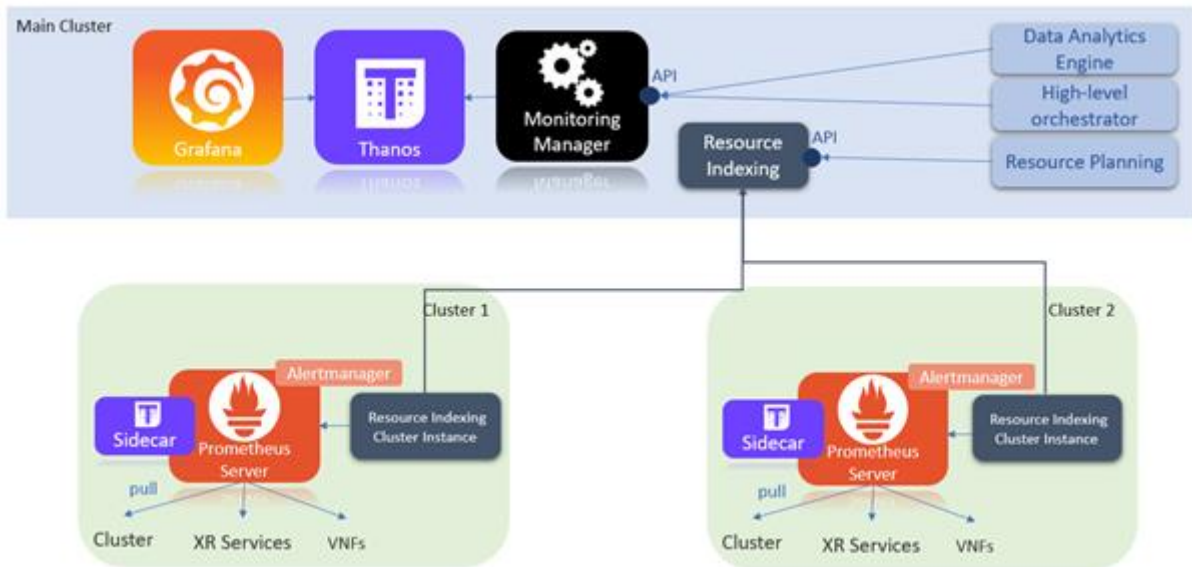 Main Cluster
Grafana
Thanos
Monitoring
Manager
API
Data Analytics
Engine
High-level
orchestrator
Resource
Indexing
API
Resource Planning
Cluster 1
Alertmanager
Sidecar
Prometheus
Server
Resource Indexing
Cluster Instance
pull
Cluster
XR Services
VNFs
Cluster 2
Alertmanager
Sidecar
Prometheus
Server
Resource Indexing
Cluster Instance
pull
Cluster
XR Services
VNFs